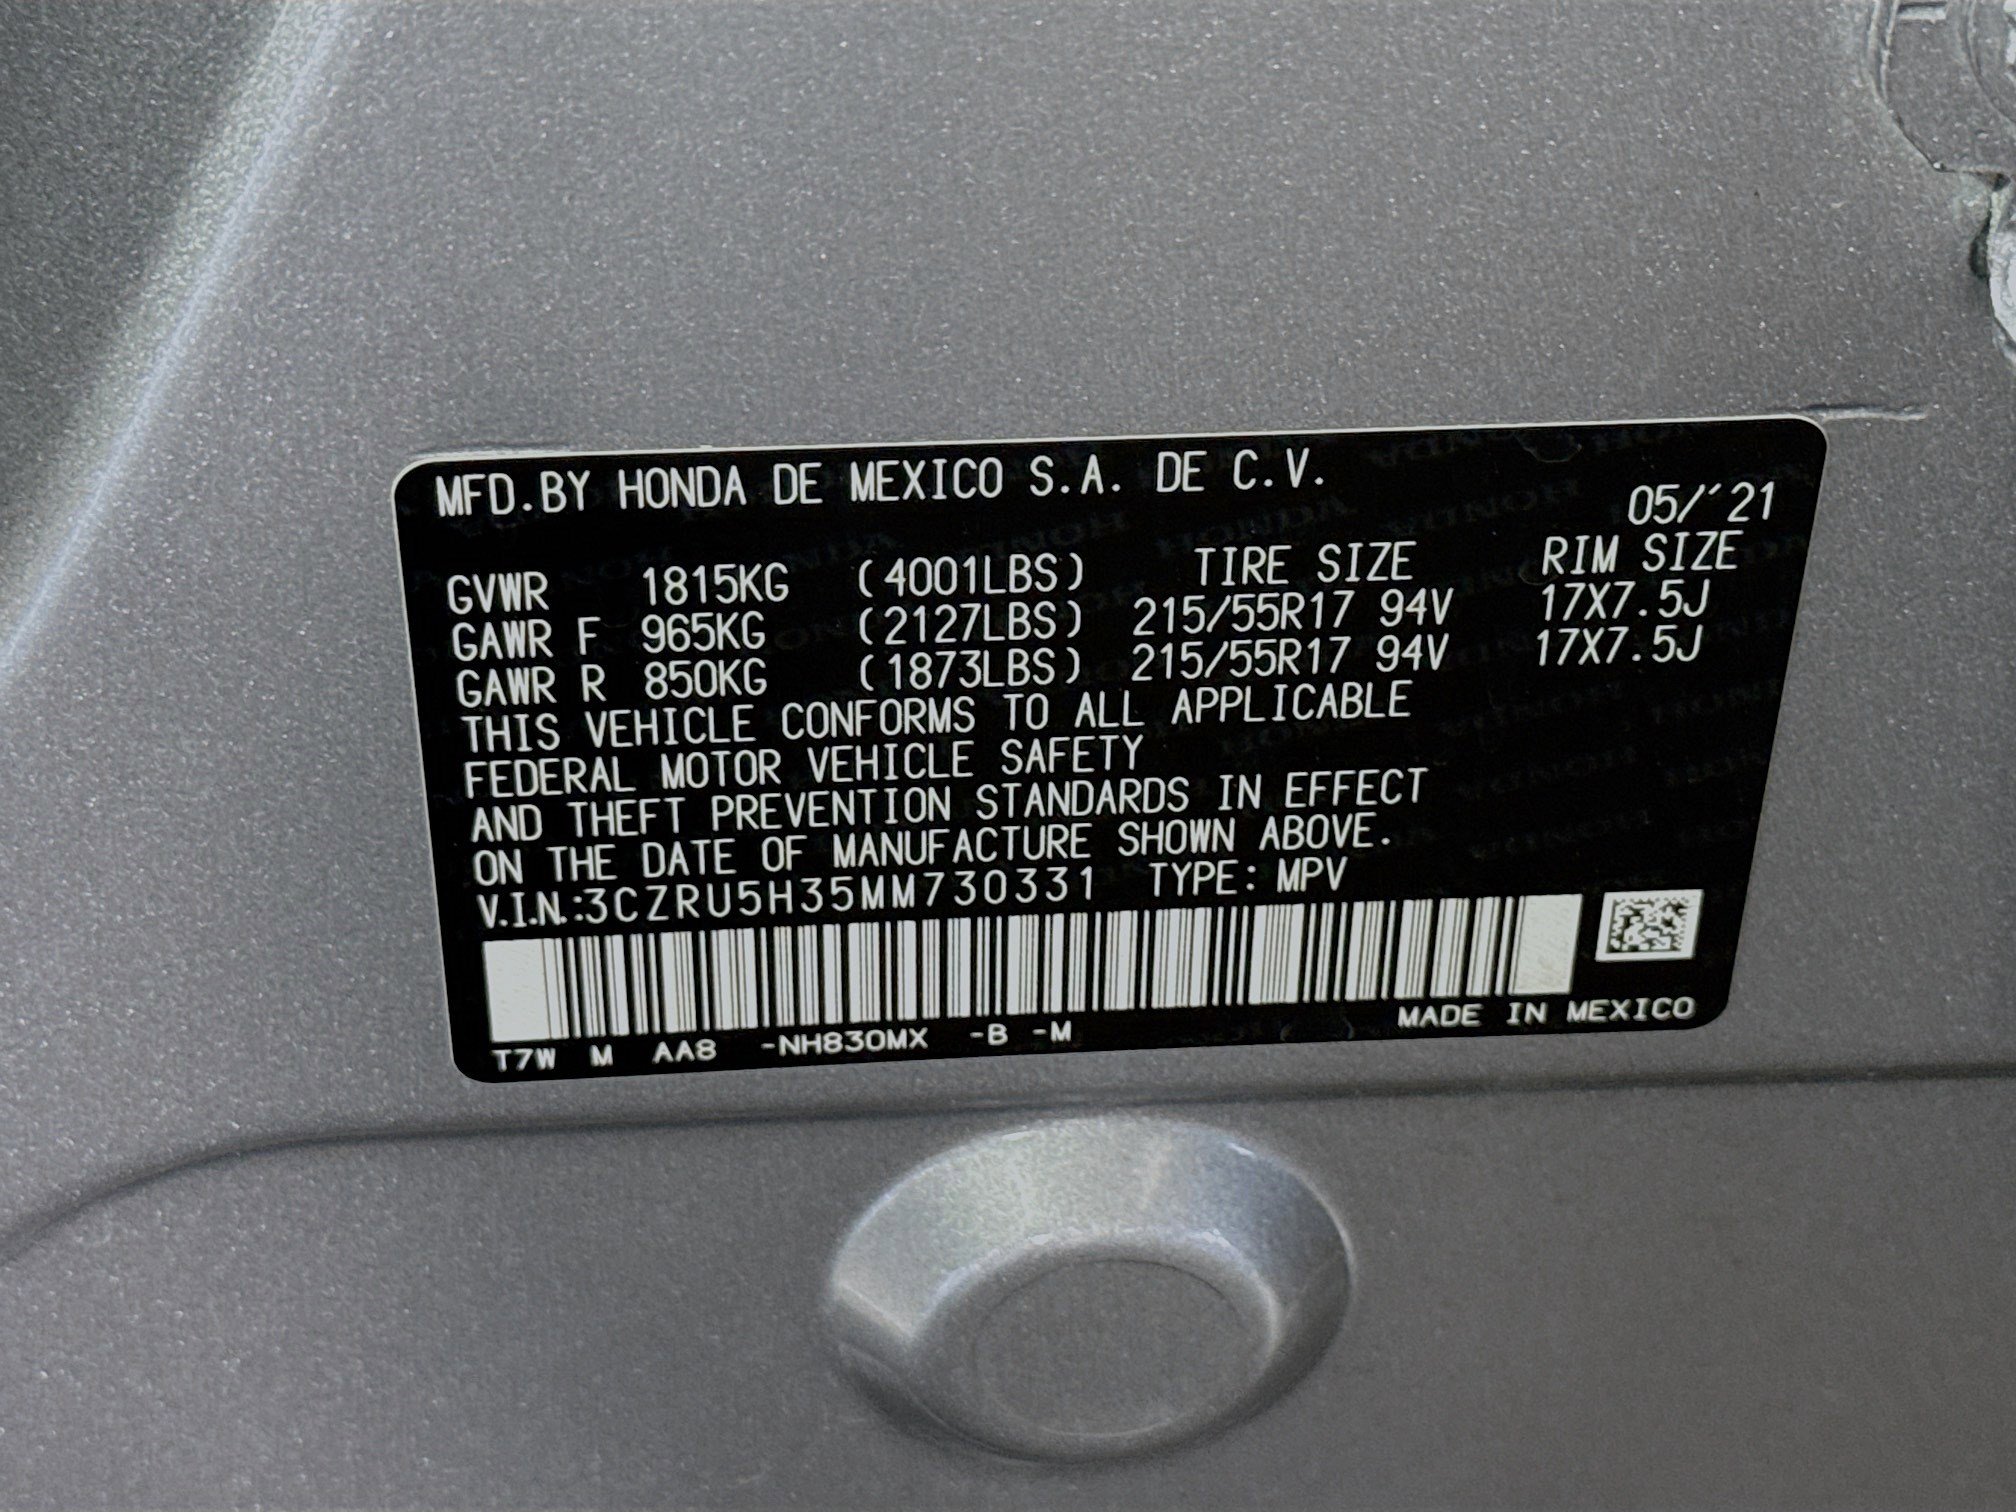 MFD.BY HONDA DE MEXICO S.A. DE C.V.
05/'21
GVWR 1815KG (4001LBS) TIRE SIZE RIM SIZE
GAWR F 965KG (2127LBS) 215/55R17 94V 17X7.5J
GAWR R 850KG (1873LBS) 215/55R17 94V 17X7.5J
THIS VEHICLE CONFORMS TO ALL APPLICABLE
FEDERAL MOTOR VEHICLE SAFETY
AND THEFT PREVENTION STANDARDS IN EFFECT
ON THE DATE OF MANUFACTURE SHOWN ABOVE.
V.I.N.:3CZRU5H35MM730331 TYPE: MPV
T7W M AA8 -NH830MX -B -M
MADE IN MEXICO